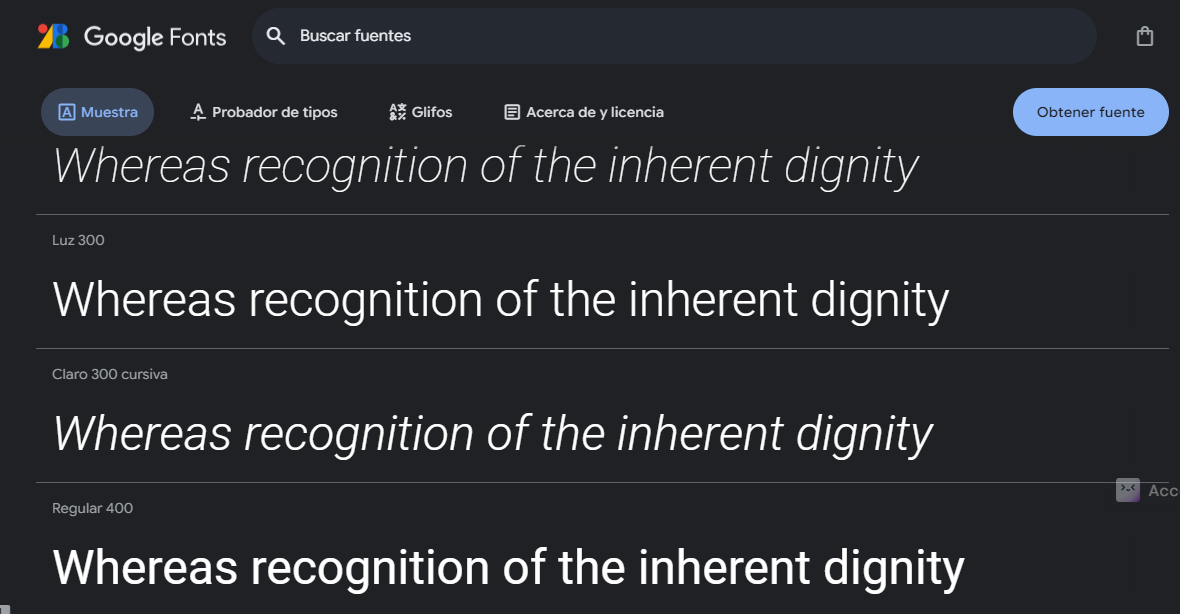 Google Fonts
Buscar fuentes
Muestra
Probador de tipos
Glifos
Acerca de y licencia
Obtener fuente
Whereas recognition of the inherent dignity
Luz 300
Whereas recognition of the inherent dignity
Claro 300 cursiva
Whereas recognition of the inherent dignity
Acc
Regular 400
Whereas recognition of the inherent dignity